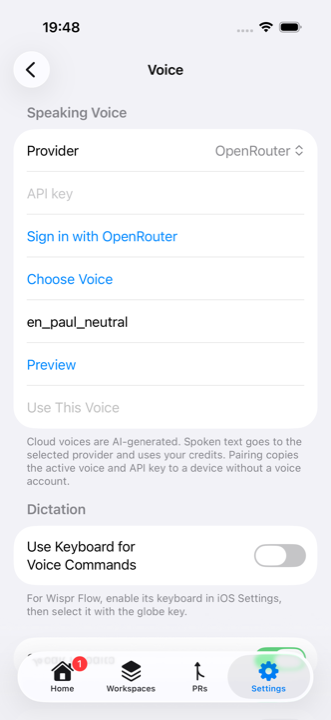 19:48
Voice
Speaking Voice
Provider OpenRouter
API key
Sign in with OpenRouter
Choose Voice
en_paul_neutral
Preview
Use This Voice
Cloud voices are AI-generated. Spoken text goes to the
selected provider and uses your credits. Pairing copies
the active voice and API key to a device without a voice
account.
Dictation
Use Keyboard for
Voice Commands
For Wispr Flow, enable its keyboard in iOS Settings,
then select it with the globe key.
1
Home Workspaces PRs Settings